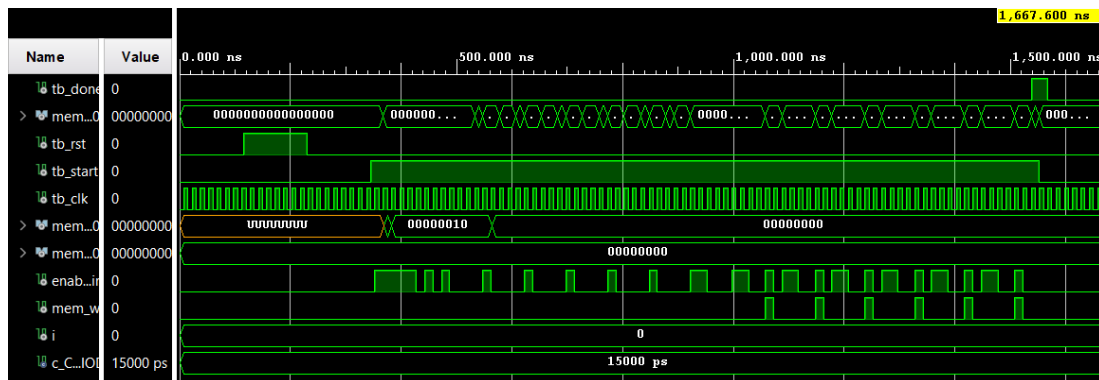 1,667.600 ns
Name Value 0.000 ns 500.000 ns 1,000.000 ns 1,500.000 ns
tb_done 0
mem...0 00000000 0000000000000000 000000... 0000... ... ... ... ... 000...
tb_rst 0
tb_start 0
tb_clk 0
mem...0 00000000 UUUUUUUU 00000010 00000000
mem...0 00000000 00000000
enab...ir 0
mem_w 0
i 0 0
c_C...IOD 15000 ps 15000 ps